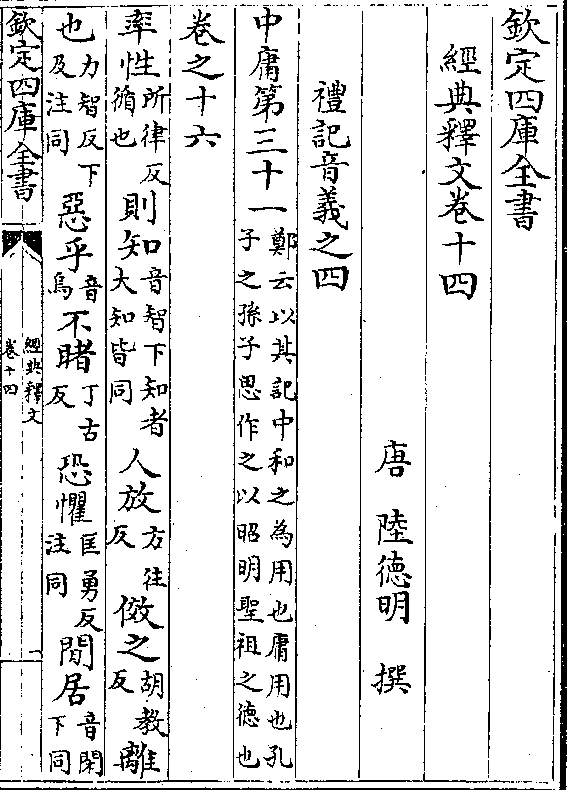 欽定四庫全書
經典釋文卷十四
唐 陸德明 撰
禮記音義之四
中庸第三十一鄭云以其記中和之為用也庸用也孔子之孫子思作之以昭明聖祖之德也
卷之十六
率性所律反循也則知音智下知者大知皆同人放方往反傚之胡教反離
也力智反下及注同惡乎音烏不睹丁古反恐懼匡勇反注同閒居音閑下同
欽定四庫全書 經典釋文 卷十四 一